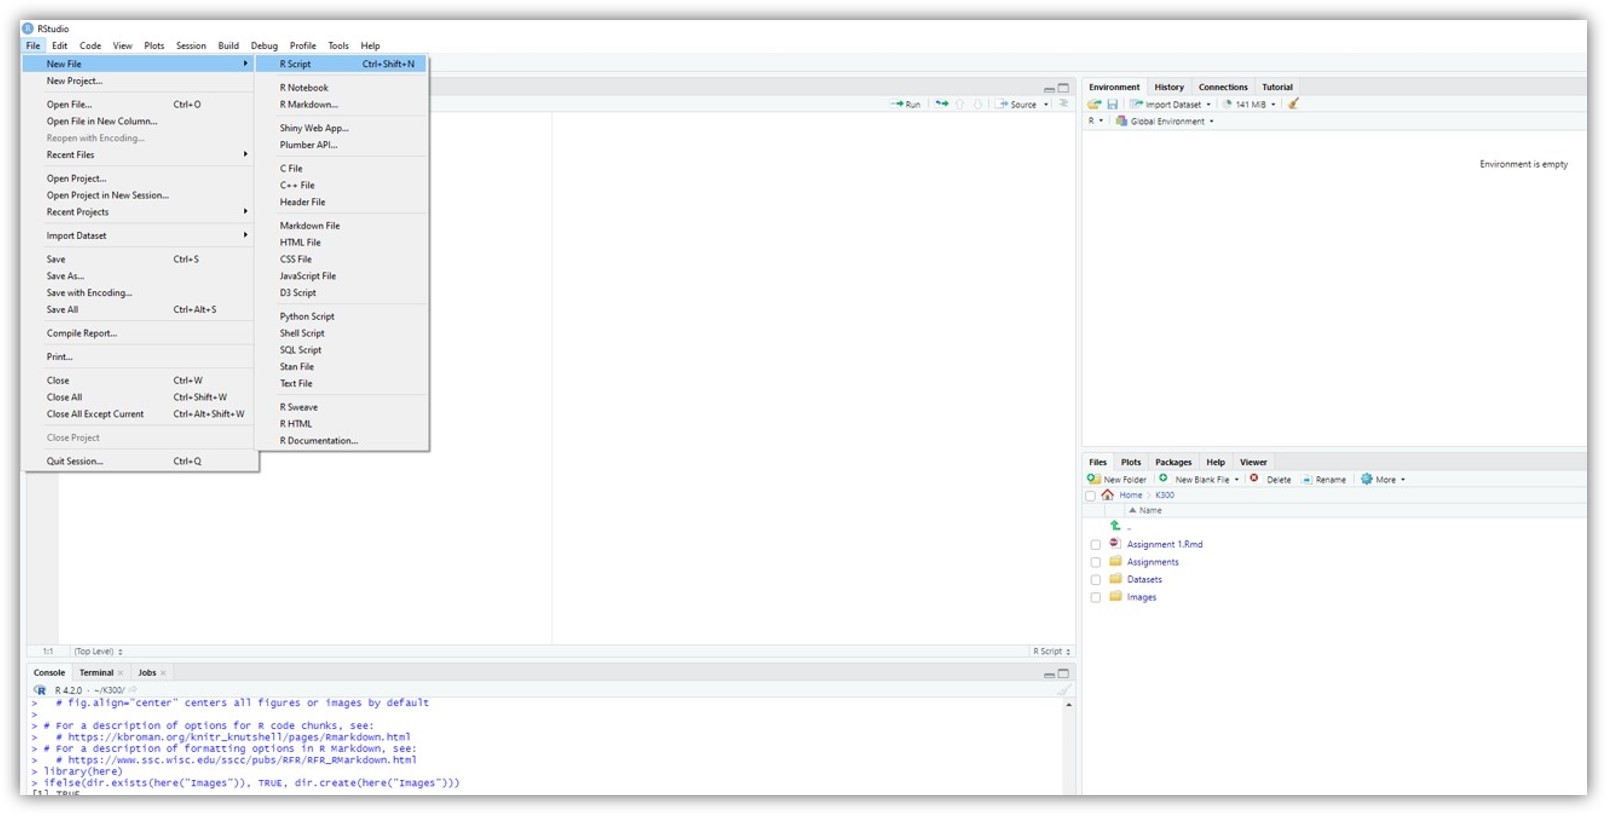 RStudio
File Edit Code View Plots Session Build Debug Profile Tools Help
New File
New Project...
Open File... Ctrl+O
Open File in New Column...
Reopen with Encoding...
Recent Files
Open Project...
Open Project in New Session...
Recent Projects
Import Dataset
Save Ctrl+S
Save As...
Save with Encoding...
Save All Ctrl+Alt+S
Compile Report...
Print...
Close Ctrl+W
Close All Ctrl+Shift+W
Close All Except Current Ctrl+Alt+Shift+W
Close Project
Quit Session... Ctrl+Q
R Script Ctrl+Shift+N
R Notebook
R Markdown...
Shiny Web App...
Plumber API...
C File
C++ File
Header File
Markdown File
HTML File
CSS File
JavaScript File
D3 Script
Python Script
Shell Script
SQL Script
Stan File
Text File
R Sweave
R HTML
R Documentation...
Run Source
1:1 (Top Level) R Script
Console Terminal Jobs
R 4.2.0 · ~/K300/
> # fig.align="center" centers all figures or images by default
>
> # For a description of options for R code chunks, see:
> # https://kbroman.org/knitr_knutshell/pages/Rmarkdown.html
> # For a description of formatting options in R Markdown, see:
> # https://www.ssc.wisc.edu/sscc/pubs/RFR/RFR_RMarkdown.html
> library(here)
> ifelse(dir.exists(here("Images")), TRUE, dir.create(here("Images")))
[1] TRUE
Environment History Connections Tutorial
Import Dataset 141 MiB
R Global Environment
Environment is empty
Files Plots Packages Help Viewer
New Folder New Blank File Delete Rename More
Home K300
Name
..
Assignment 1.Rmd
Assignments
Datasets
Images